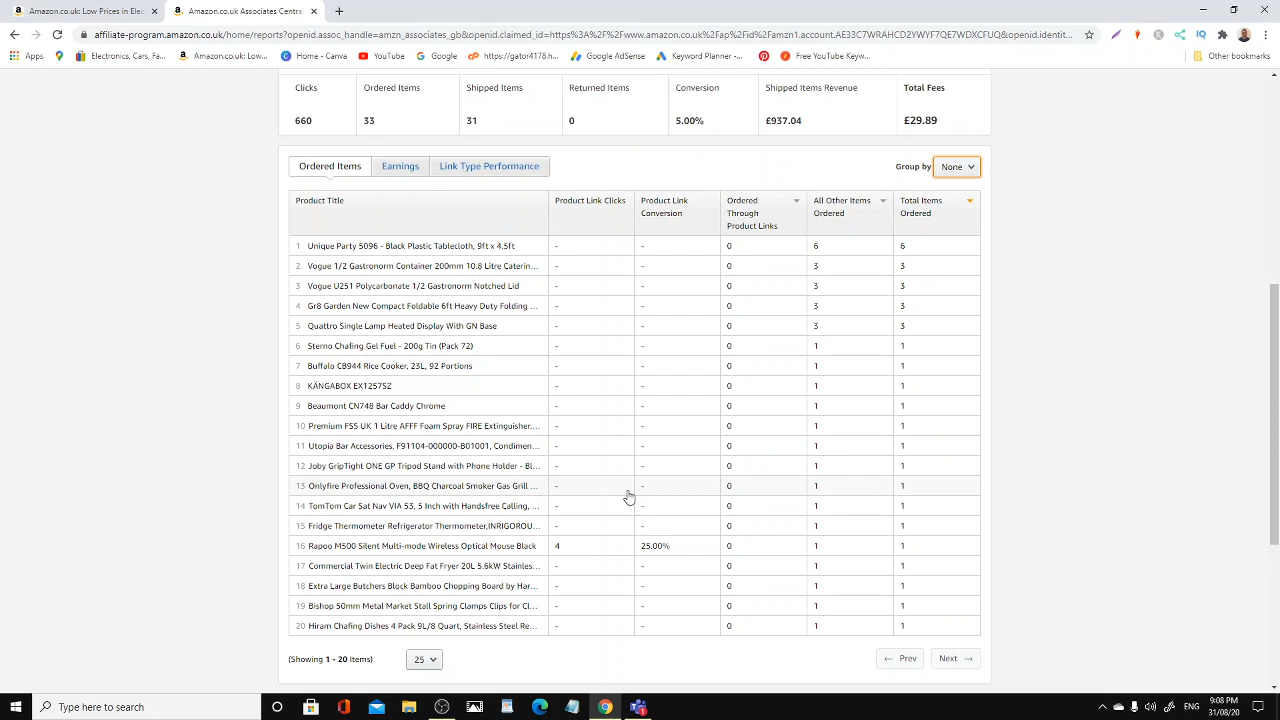 Amazon.co.uk: Low Prices in Elec
Amazon.co.uk Associates Centra
affiliate-program.amazon.co.uk/home/reports?openid.assoc_handle=amzn_associates_gb&openid.claimed_id=https%3A%2F%2Fwww.amazon.co.uk%2Fap%2Fid%2Famzn1.account.AE33C7WRAHCD2YWYF7QE7WDXCFUQ&openid.identit...
Apps Electronics, Cars, Fa... Amazon.co.uk: Low... Home - Canva YouTube Google https://gator4178.h... Google AdSense Keyword Planner -... Free YouTube Keyw... Other bookmarks
Clicks Ordered Items Shipped Items Returned Items Conversion Shipped Items Revenue Total Fees
660 33 31 0 5.00% £937.04 £29.89
Ordered Items Earnings Link Type Performance Group by None
Product Title Product Link Clicks Product Link Conversion Ordered Through Product Links All Other Items Ordered Total Items Ordered
1 Unique Party 5096 - Black Plastic Tablecloth, 9ft x 4.5ft - - 0 6 6
2 Vogue 1/2 Gastronorm Container 200mm 10.8 Litre Caterin... - - 0 3 3
3 Vogue U251 Polycarbonate 1/2 Gastronorm Notched Lid - - 0 3 3
4 Gr8 Garden New Compact Foldable 6ft Heavy Duty Folding ... - - 0 3 3
5 Quattro Single Lamp Heated Display With GN Base - - 0 3 3
6 Sterno Chafing Gel Fuel - 200g Tin (Pack 72) - - 0 1 1
7 Buffalo CB944 Rice Cooker, 23L, 92 Portions - - 0 1 1
8 KÄNGABOX EX1257SZ - - 0 1 1
9 Beaumont CN748 Bar Caddy Chrome - - 0 1 1
10 Premium FSS UK 1 Litre AFFF Foam Spray FIRE Extinguisher.... - - 0 1 1
11 Utopia Bar Accessories, F91104-000000-B01001, Condimen... - - 0 1 1
12 Joby GripTight ONE GP Tripod Stand with Phone Holder - Bl... - - 0 1 1
13 Onlyfire Professional Oven, BBQ Charcoal Smoker Gas Grill ... - - 0 1 1
14 TomTom Car Sat Nav VIA 53, 5 Inch with Handsfree Calling, ... - - 0 1 1
15 Fridge Thermometer Refrigerator Thermometer,INRIGOROU... - - 0 1 1
16 Rapoo M500 Silent Multi-mode Wireless Optical Mouse Black 4 25.00% 0 1 1
17 Commercial Twin Electric Deep Fat Fryer 20L 5.6kW Stainles... - - 0 1 1
18 Extra Large Butchers Block Bamboo Chopping Board by Har... - - 0 1 1
19 Bishop 50mm Metal Market Stall Spring Clamps Clips for Cl... - - 0 1 1
20 Hiram Chafing Dishes 4 Pack 9L/8 Quart, Stainless Steel Re... - - 0 1 1
(Showing 1 - 20 Items) 25 ← Prev Next →
Type here to search
ENG
9:08 PM
31/08/20